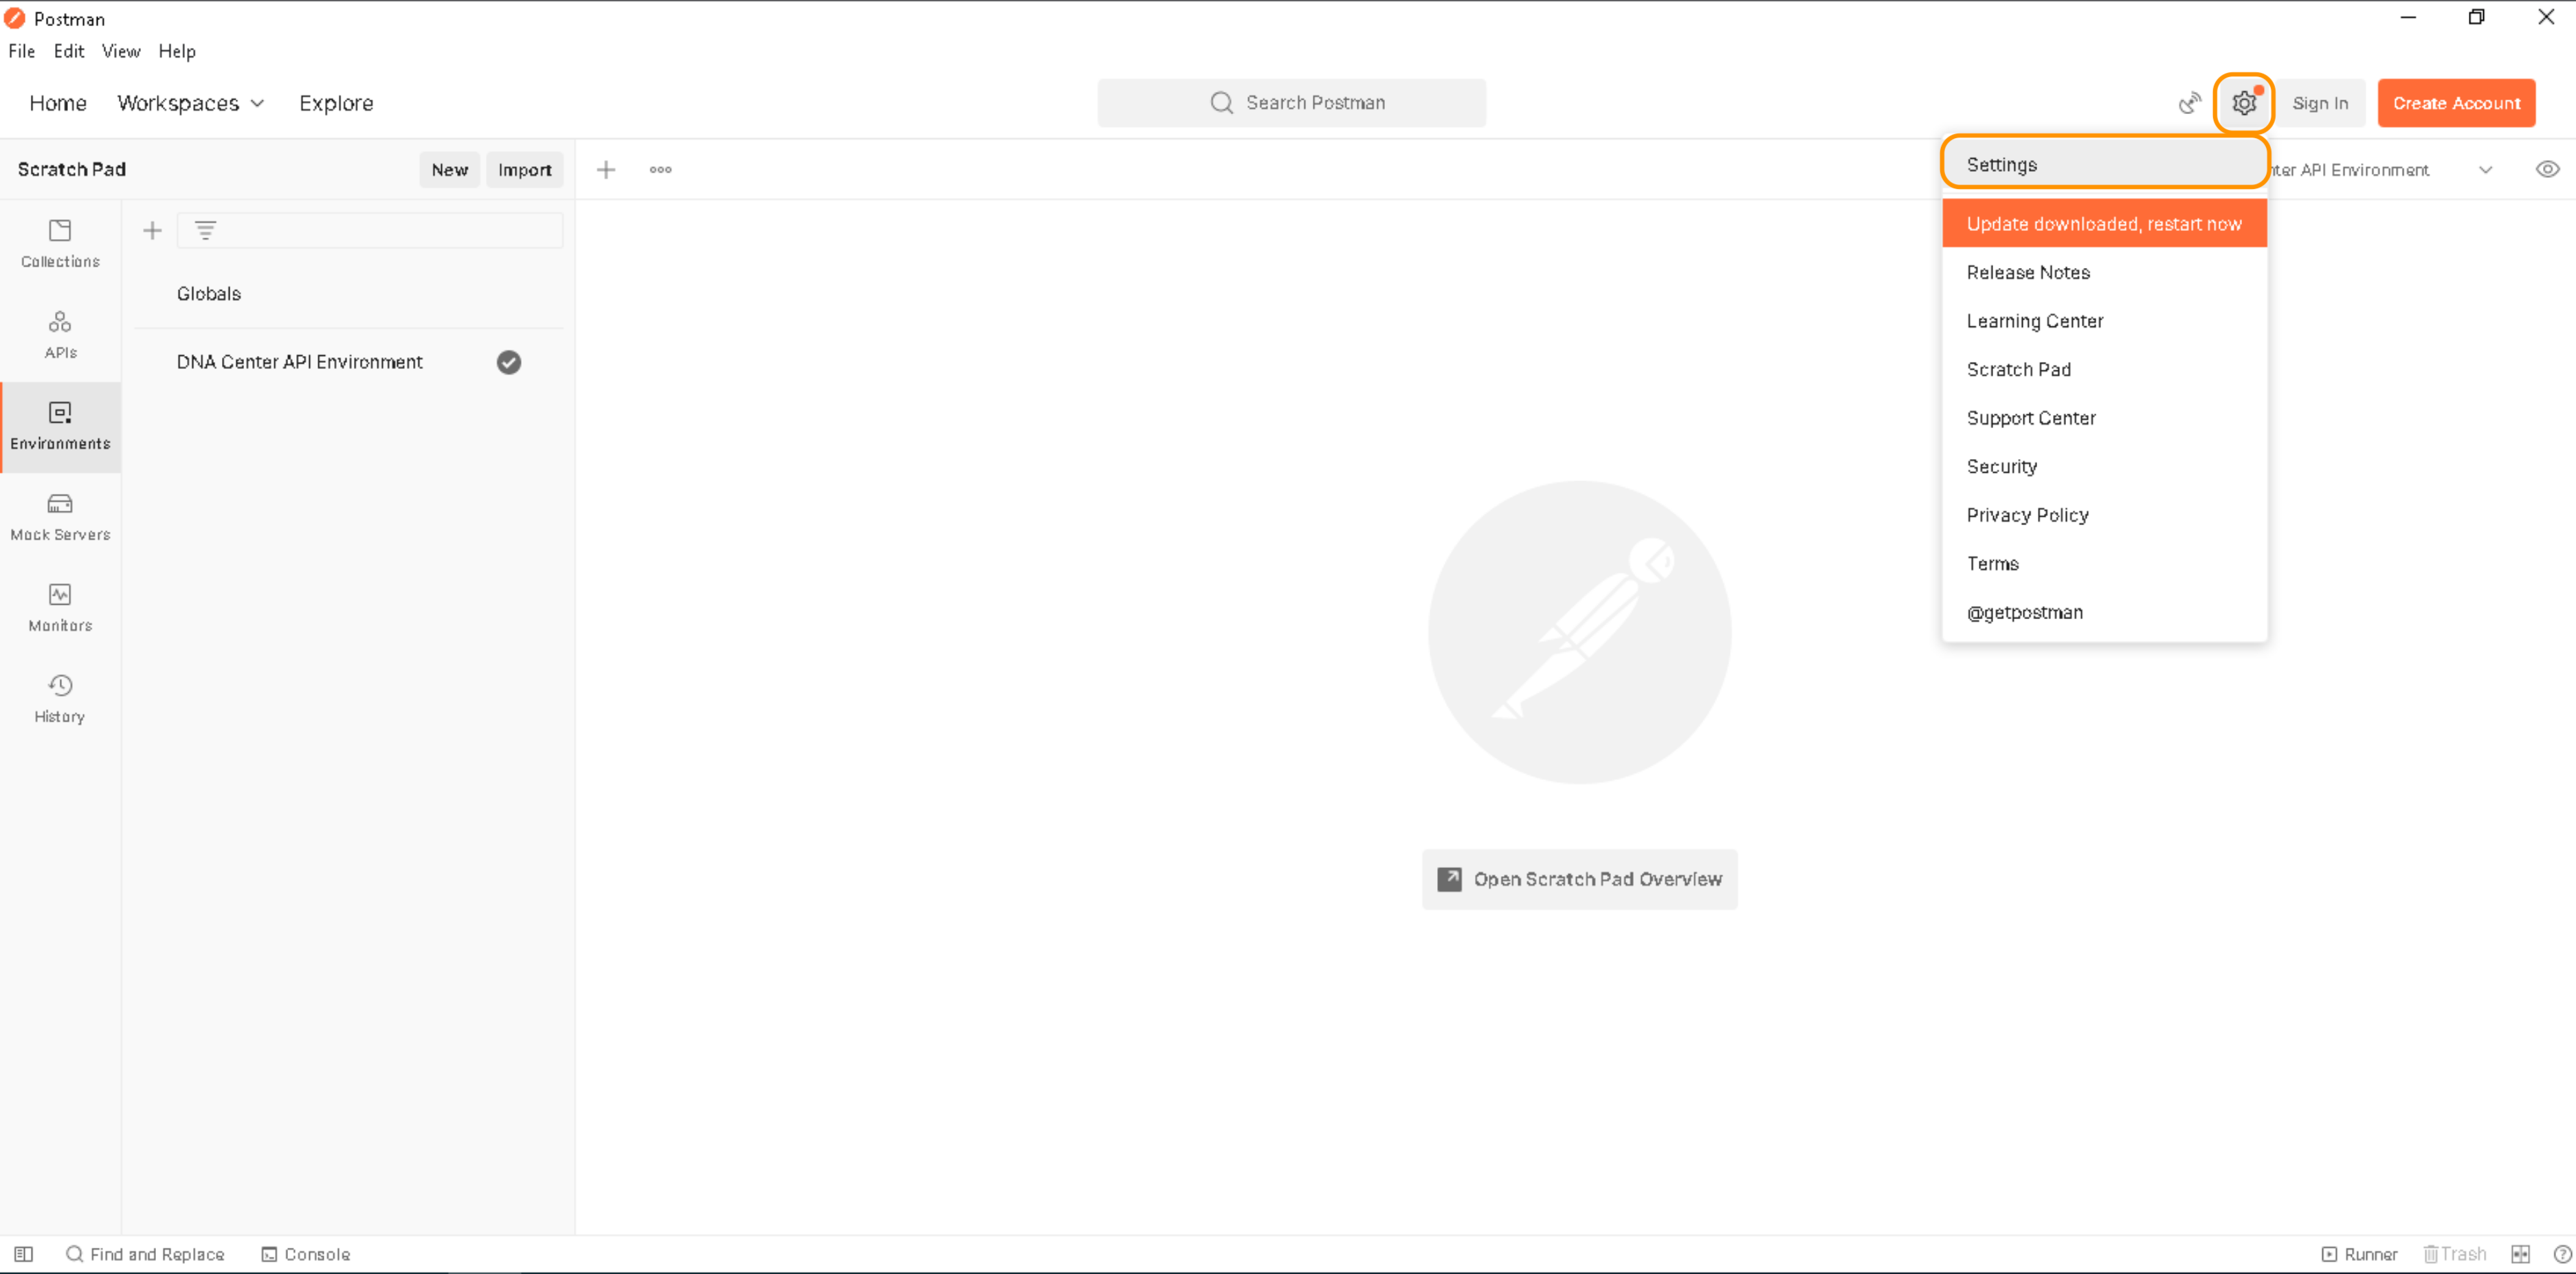 Postman
File Edit View Help
Home Workspaces Explore
Search Postman
Sign In
Create Account
Scratch Pad
New
Import
Settings
API Environment
Update downloaded, restart now
Release Notes
Learning Center
Scratch Pad
Support Center
Security
Privacy Policy
Terms
@getpostman
Collections
APIs
Environments
Mock Servers
Monitors
History
Globals
DNA Center API Environment
Open Scratch Pad Overview
Find and Replace
Console
Runner
Trash